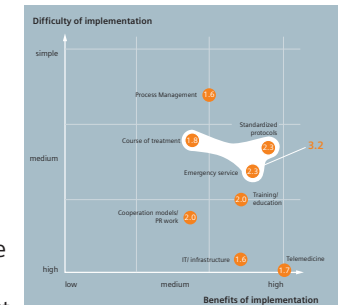 Difficulty of implementation
simple
Process Management
1.6
Standardized
protocols
Course of treatment
1.8
2.3
3.2
medium
Emergency service
2.3
Training/
education
2.0
Cooperation models/
PR work
2.0
IT/ infrastructure
1.6
Telemedicine
1.7
high
low
medium
high
Benefits of implementation